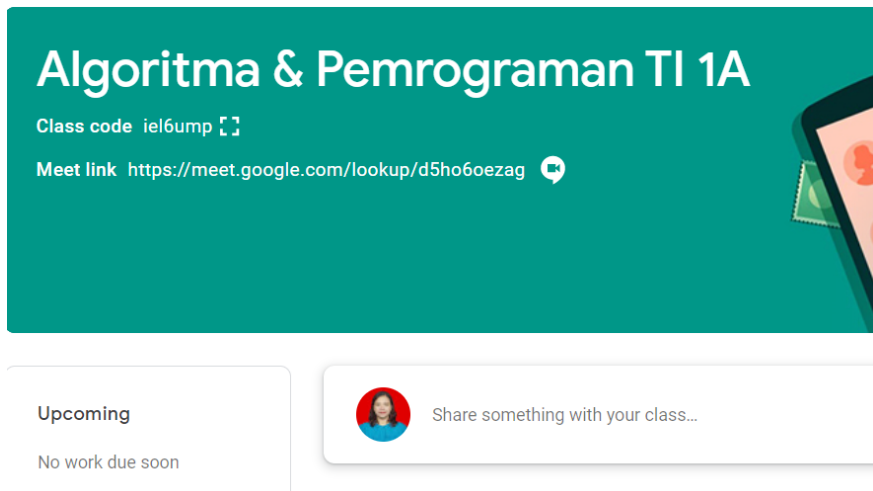 Algoritma & Pemrograman TI 1A
Class code iel6ump
Meet link https://meet.google.com/lookup/d5ho6oezag
Upcoming
Share something with your class...
No work due soon